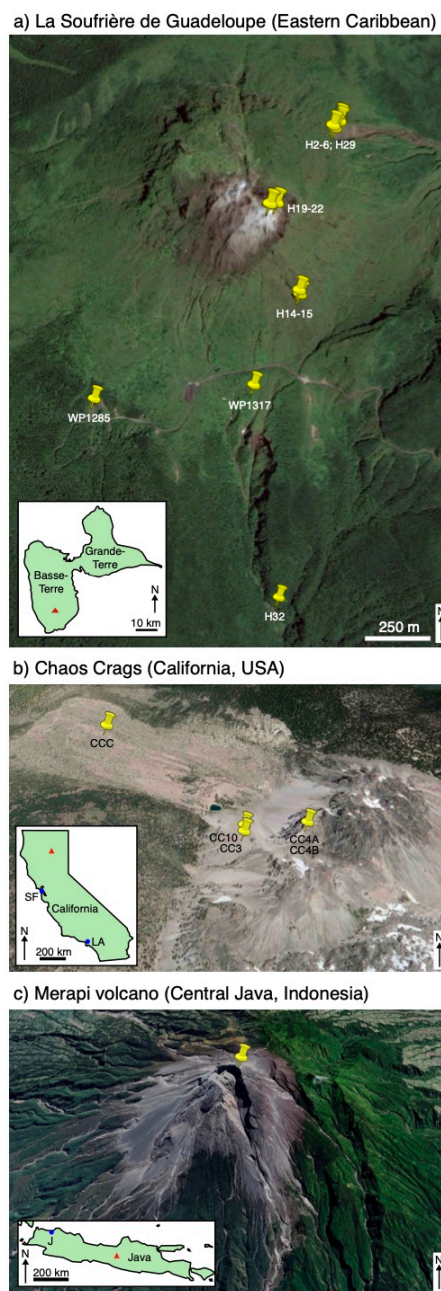 a) La Soufrière de Guadeloupe (Eastern Caribbean)
H2-6; H29
H19-22
H14-15
WP1285
WP1317
H32
Grande-
Terre
Basse-
Terre
N
10 km
N
250 m
b) Chaos Crags (California, USA)
CCC
CC10
CC3
CC4A
CC4B
SF
California
N
LA
200 km
N
c) Merapi volcano (Central Java, Indonesia)
J
N
Java
200 km
N